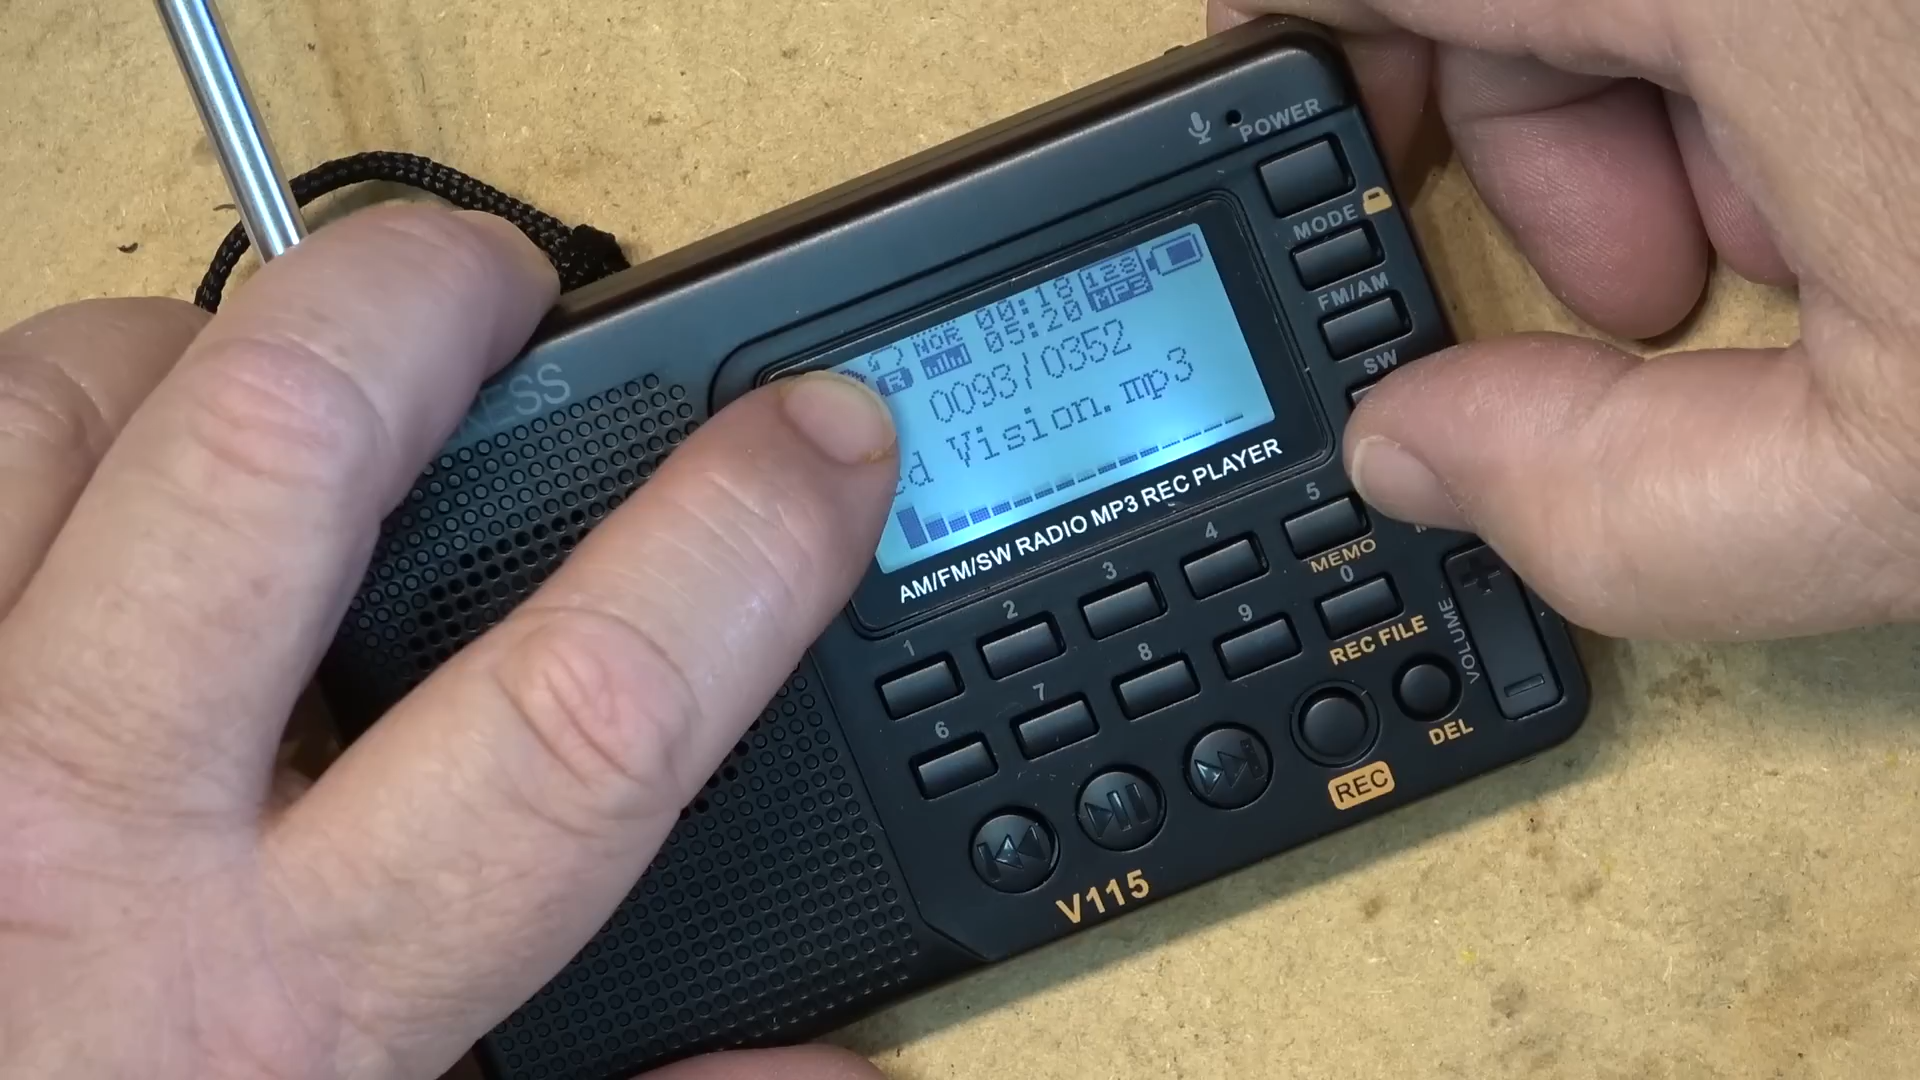 POWER
MODE
FM/AM
SW
128
00:18
MP3
NOR
05:20
R
0093/0352
Vision.mp3
AM/FM/SW RADIO MP3 REC PLAYER
1
2
3
4
5
MEMO
6
7
8
9
0
REC FILE
VOLUME
REC
DEL
V115